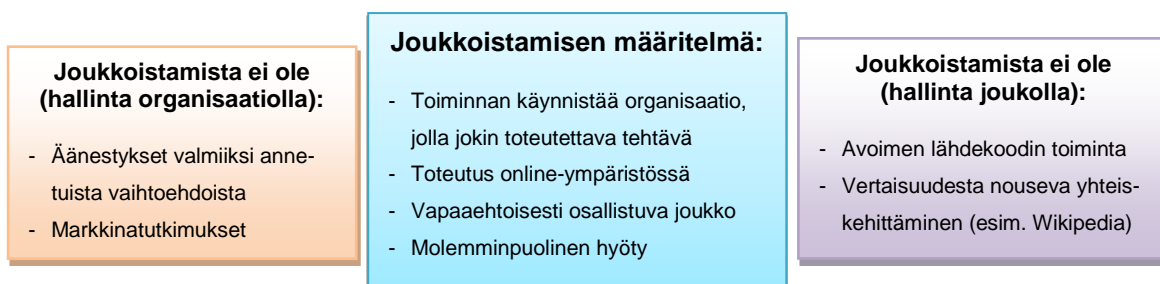 Joukkoistamista ei ole
(hallinta organisaatiolla):
- Äänestykset valmiiksi anne-
tuista vaihtoehdoista
- Markkinatutkimukset
Joukkoistamisen määritelmä:
- Toiminnan käynnistää organisaatio,
jolla jokin toteutettava tehtävä
- Toteutus online-ympäristössä
- Vapaaehtoisesti osallistuva joukko
- Molemminpuolinen hyöty
Joukkoistamista ei ole
(hallinta joukolla):
- Avoimen lähdekoodin toiminta
- Vertaisuudesta nouseva yhteis-
kehittäminen (esim. Wikipedia)